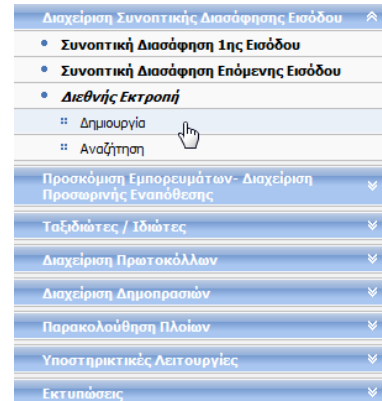 Διαχείριση Συνοπτικής Διασάφησης Εισόδου
Συνοπτική Διασάφηση 1ης Εισόδου
Συνοπτική Διασάφηση Επόμενης Εισόδου
Διεθνής Εκτροπή
Δημιουργία
Αναζήτηση
Προσκόμιση Εμπορευμάτων- Διαχείριση
Προσωρινής Εναπόθεσης
Ταξιδιώτες / Ιδιώτες
Διαχείριση Πρωτοκόλλων
Διαχείριση Δημοπρασιών
Παρακολούθηση Πλοίων
Υποστηρικτικές Λειτουργίες
Εκτυπώσεις